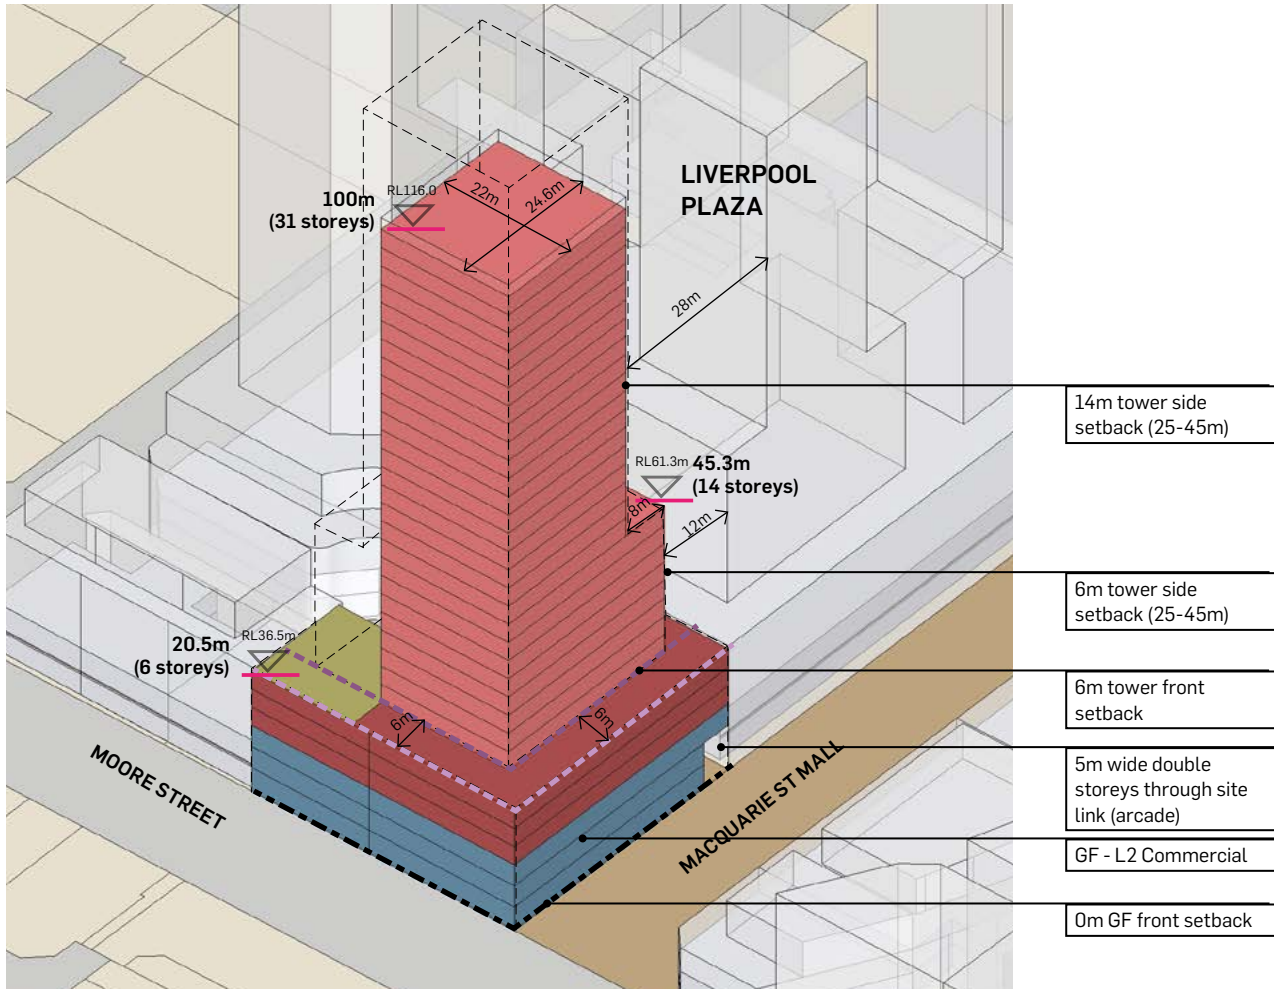 LIVERPOOL
PLAZA
100m
(31 storeys)
RL116.0
22m
24.6m
28m
14m tower side
setback (25-45m)
RL61.3m
45.3m
(14 storeys)
8m
12m
6m tower side
setback (25-45m)
20.5m
(6 storeys)
RL36.5m
6m
6m
6m tower front
setback
MOORE STREET
MACQUARIE ST MALL
5m wide double
storeys through site
link (arcade)
GF - L2 Commercial
0m GF front setback